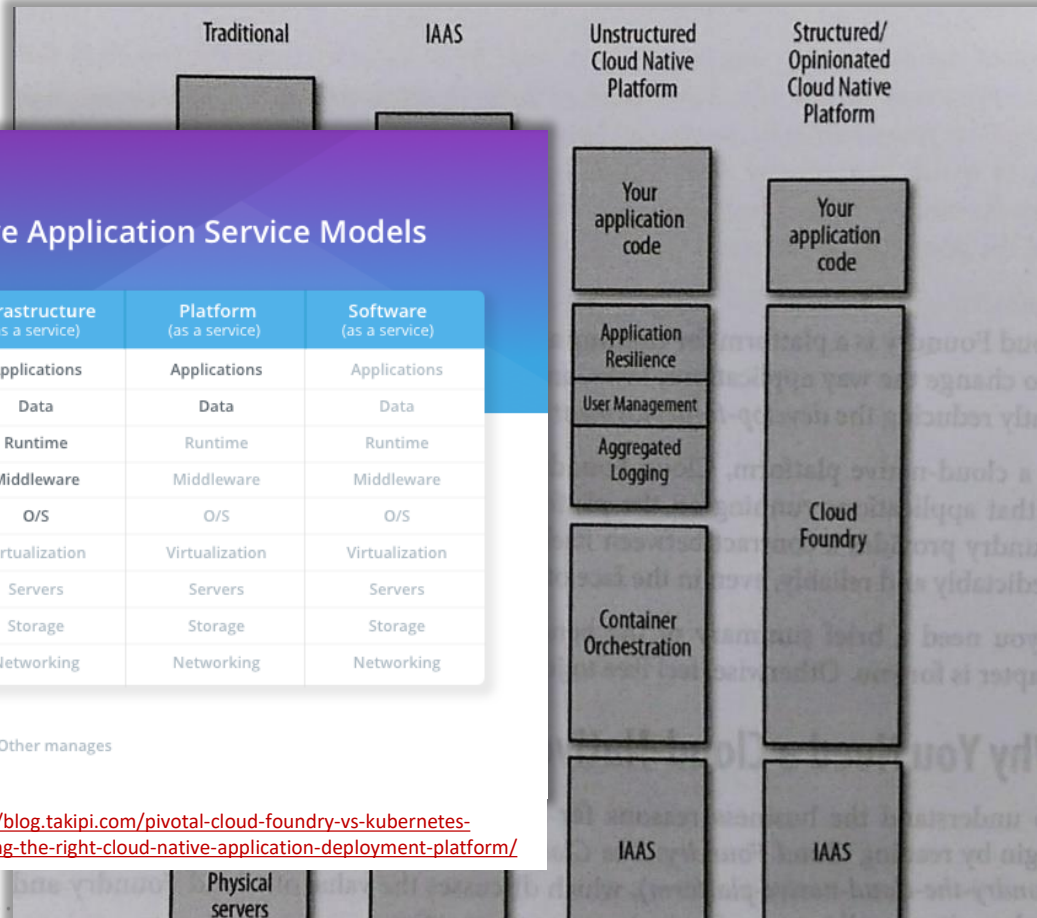 Traditional
IAAS
Unstructured
Cloud Native
Platform
Structured/
Opinionated
Cloud Native
Platform
e Application Service Models
rastructure
Platform
Software
s a service)
(as a service)
(as a service)
pplications
Applications
Applications
Data
Data
Data
Runtime
Runtime
Runtime
Middleware
Middleware
Middleware
O/S
O/S
O/S
rtualization
Virtualization
Virtualization
Servers
Servers
Servers
Storage
Storage
Storage
Networking
Networking
Networking
Other manages
/blog.takipi.com/pivotal-cloud-foundry-vs-kubernetes-
ng-the-right-cloud-native-application-deployment-platform/
Physical
servers
Your
application
code
Application
Resilience
User Management
Aggregated
Logging
Container
Orchestration
IAAS
Your
application
code
Cloud
Foundry
IAAS